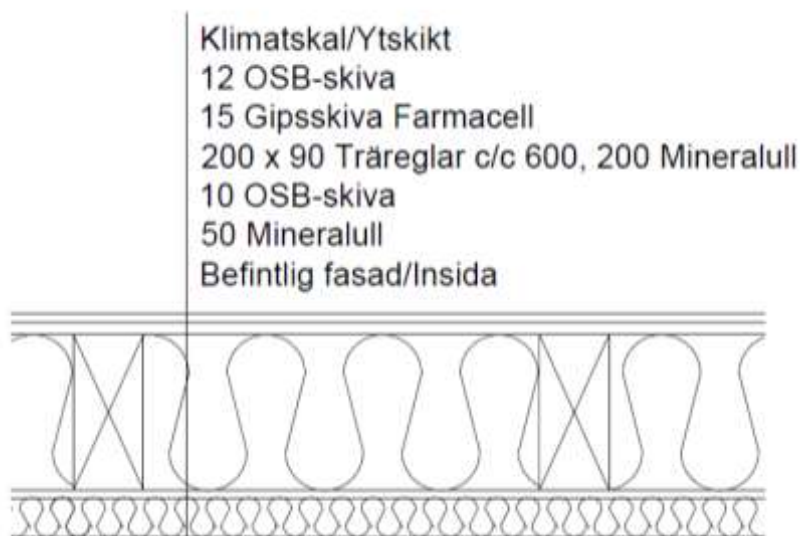 Klimatskal/Ytskikt
12 OSB-skiva
15 Gipsskiva Farmacell
200 x 90 Träreglar c/c 600, 200 Mineralull
10 OSB-skiva
50 Mineralull
Befintlig fasad/Insida